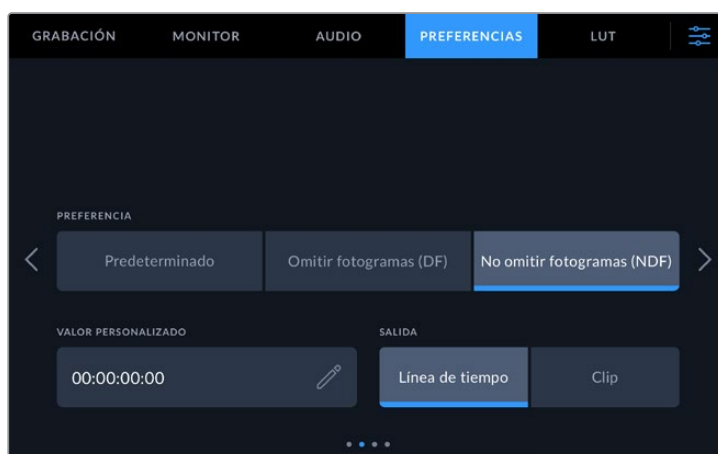 GRABACIÓN MONITOR AUDIO PREFERENCIAS LUT
PREFERENCIA
Predeterminado Omitir fotogramas (DF) No omitir fotogramas (NDF)
VALOR PERSONALIZADO SALIDA
00:00:00:00 Línea de tiempo Clip